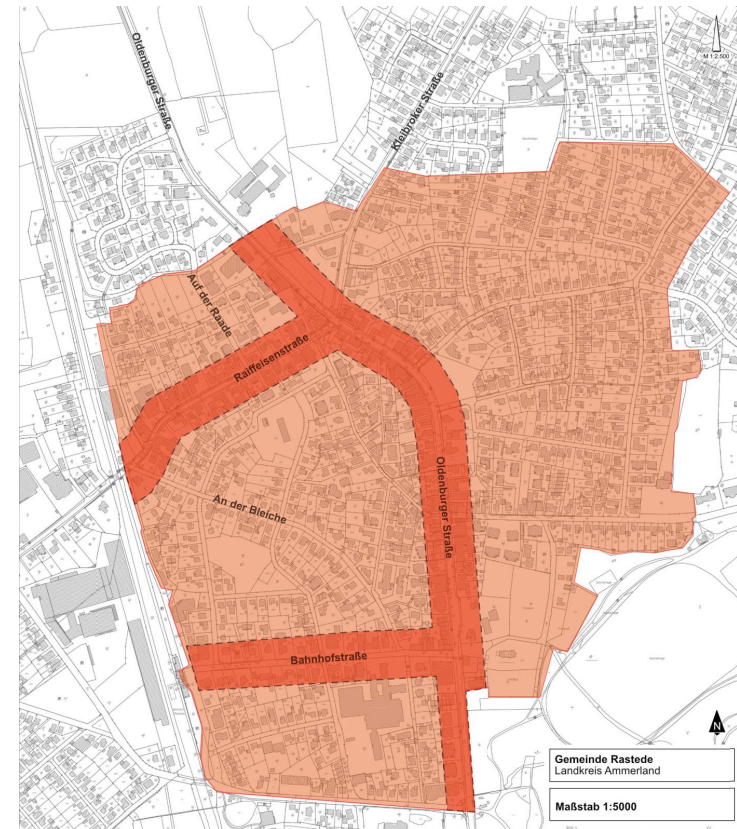 Oldenburger Straße
Kleibroker Straße
M 1:2.500
Auf der Raade
Raiffeisenstraße
An der Bleiche
Oldenburger Straße
Bahnhofstraße
N
Gemeinde Rastede
Landkreis Ammerland
Maßstab 1:5000